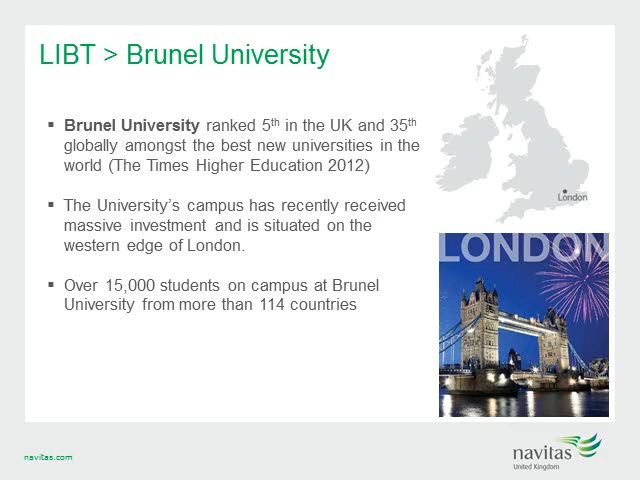 LIBT > Brunel University
▪ Brunel University ranked 5th in the UK and 35th
globally amongst the best new universities in the
world (The Times Higher Education 2012)
▪ The University's campus has recently received
massive investment and is situated on the
western edge of London.
▪ Over 15,000 students on campus at Brunel
University from more than 114 countries
London
LONDON
navitas.com
navitas
United Kingdom